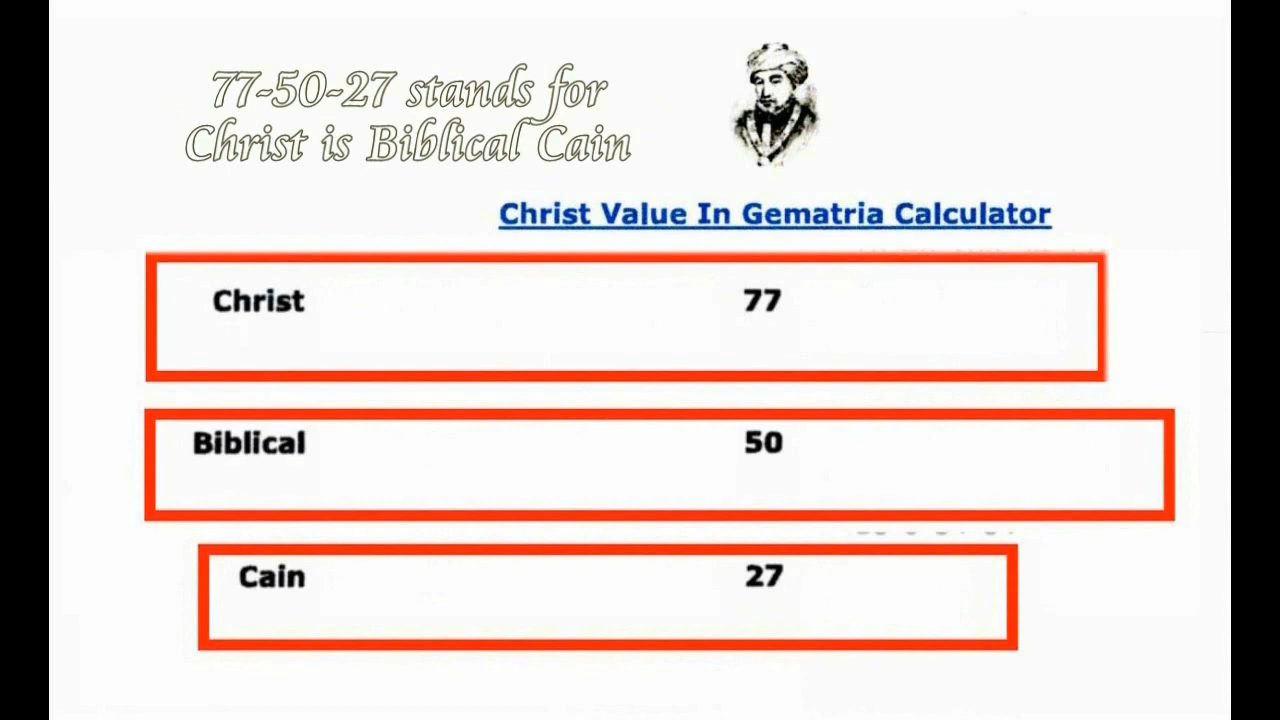 77-50-27 stands for
Christ is Biblical Cain
Christ Value In Gematria Calculator
Christ 77
Biblical 50
Cain 27